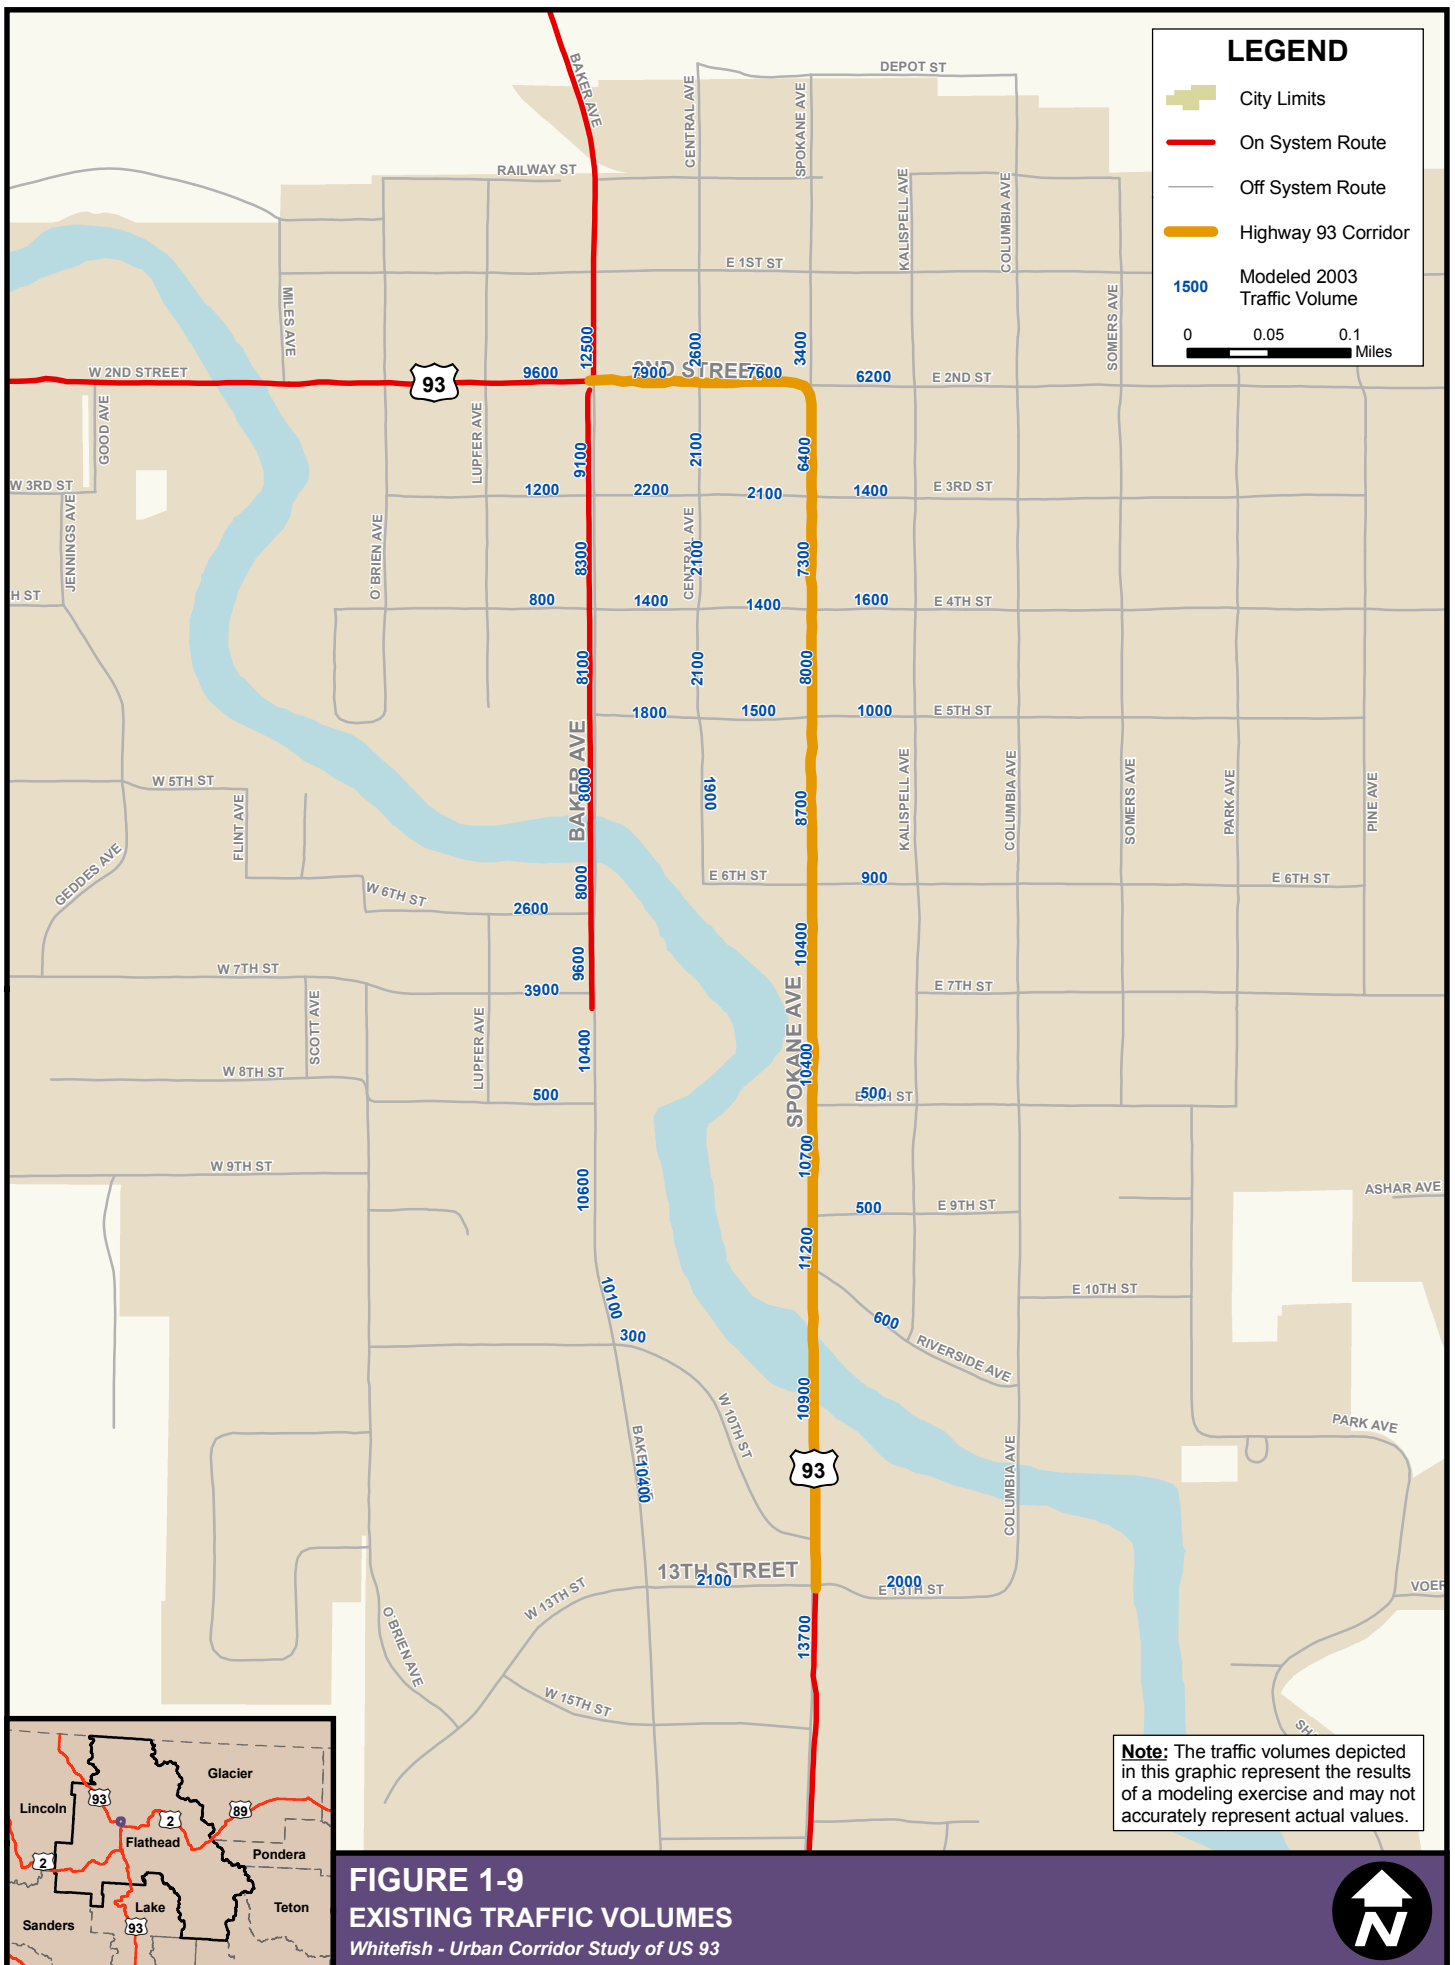 LEGEND
City Limits
On System Route
Off System Route
Highway 93 Corridor
1500 Modeled 2003
Traffic Volume
0 0.05 0.1
Miles
DEPOT ST
BAKER AVE
CENTRAL AVE
SPOKANE AVE
RAILWAY ST
KALISPELL AVE
COLUMBIA AVE
E 1ST ST
MILES AVE
SOMERS AVE
12500
2600
3400
W 2ND STREET
93
9600
2ND STREET
7900
7600
6200
E 2ND ST
GOOD AVE
LUPFER AVE
9100
2100
6400
W 3RD ST
1200
2200
2100
1400
E 3RD ST
JENNINGS AVE
O'BRIEN AVE
8300
CENTRAL AVE
2100
7300
H ST
800
1400
1400
1600
E 4TH ST
8100
2100
8000
1800
1500
1000
E 5TH ST
BAKER AVE
8000
1900
8700
W 5TH ST
FLINT AVE
KALISPELL AVE
COLUMBIA AVE
SOMERS AVE
PARK AVE
PINE AVE
GEDDES AVE
W 6TH ST
8000
E 6TH ST
900
E 6TH ST
2600
9600
10400
W 7TH ST
3900
E 7TH ST
SCOTT AVE
LUPFER AVE
10400
SPOKANE AVE
10400
W 8TH ST
500
500
E 8TH ST
10700
W 9TH ST
10600
ASHAR AVE
500
E 9TH ST
11200
10100
E 10TH ST
300
600
RIVERSIDE AVE
10900
W 10TH ST
PARK AVE
BAKER AVE
10400
93
COLUMBIA AVE
13TH STREET
2100
2000
E 13TH ST
W 13TH ST
VOER
O'BRIEN AVE
13700
W 15TH ST
SH
Note: The traffic volumes depicted
in this graphic represent the results
of a modeling exercise and may not
accurately represent actual values.
Glacier
93
Lincoln
2
89
Flathead
2
Pondera
Lake
Teton
93
Sanders
FIGURE 1-9
EXISTING TRAFFIC VOLUMES
Whitefish - Urban Corridor Study of US 93
N